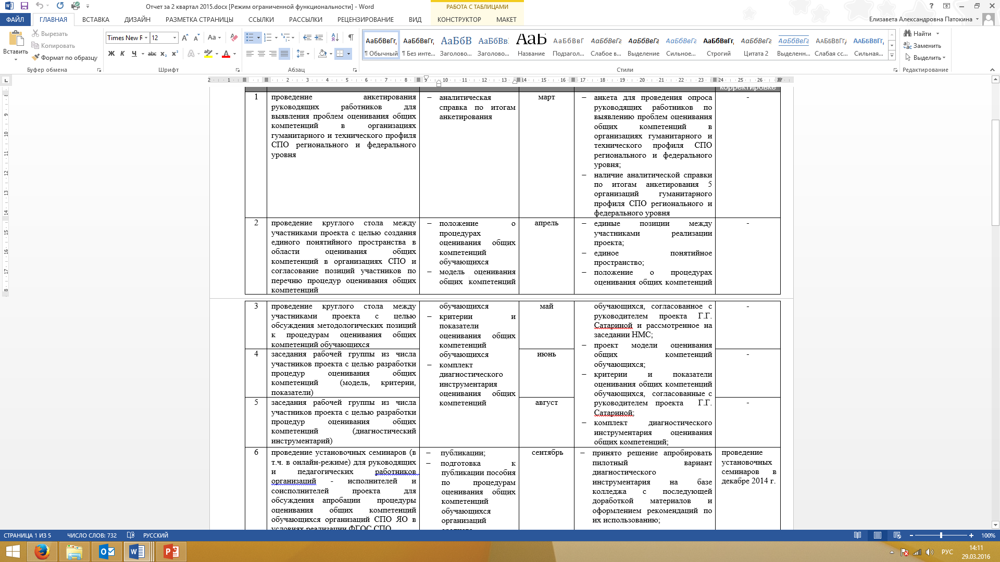 Отчет за 2 квартал 2015.docx [Режим ограниченной функциональности] - Word
РАБОТА С ТАБЛИЦАМИ
ФАЙЛ ГЛАВНАЯ ВСТАВКА ДИЗАЙН РАЗМЕТКА СТРАНИЦЫ ССЫЛКИ РАССЫЛКИ РЕЦЕНЗИРОВАНИЕ ВИД КОНСТРУКТОР МАКЕТ
Елизавета Александровна Патокина
Вставить
Вырезать
Копировать
Формат по образцу
Буфер обмена
Times New R 12
Ж К Ч abc x₂ x²
Шрифт
Абзац
АаБбВвГг, АаБбВвГг, АаБбВ АаБбВв АаБ АаБбВвГ АаБбВвГг АаБбВвГг АаБбВвГг АаБбВвГг, АаБбВвГг АаБбВвГг ААББВВГГ, ААББВВГГ,
¶ Обычный ¶ Без инте... Заголово... Заголово... Название Подзагол... Слабое в... Выделение Сильное... Строгий Цитата 2 Выделенн... Слабая сс... Сильная...
Стили
Найти
Заменить
Выделить
Редактирование
2 1 2 3 4 5 6 7 8 9 10 11 12 13 14 15 16 17 18 19 20 21 22 23 24 25 26 27
корректировке
1
проведение анкетирования
руководящих работников для
выявления проблем оценивания общих
компетенций в организациях
гуманитарного и технического профиля
СПО регионального и федерального
уровня
– аналитическая
справка по итогам
анкетирования
март
– анкета для проведения опроса
руководящих работников по
выявлению проблем оценивания
общих компетенций в
организациях гуманитарного и
технического профиля СПО
регионального и федерального
уровня;
– наличие аналитической справки
по итогам анкетирования 5
организаций гуманитарного
профиля СПО регионального и
федерального уровня
-
2
проведение круглого стола между
участниками проекта с целью создания
единого понятийного пространства в
области оценивания общих
компетенций в организациях СПО и
согласование позиций участников по
перечню процедур оценивания общих
компетенций
– положение о
процедурах
оценивания общих
компетенций
обучающихся
– модель оценивания
общих компетенций
апрель
– единые позиции между
участниками реализации
проекта;
– единое понятийное
пространство;
– положение о процедурах
оценивания общих компетенций
-
3
проведение круглого стола между
участниками проекта с целью
обсуждения методологических позиций
к процедурам оценивания общих
компетенций обучающихся
обучающихся
– критерии и
показатели
оценивания общих
компетенций
обучающихся
– комплект
диагностического
инструментария
оценивания общих
компетенций
май
обучающихся, согласованное с
руководителем проекта Г.Г.
Сатариной и рассмотренное на
заседании НМС;
– проект модели оценивания
общих компетенций
обучающихся;
– критерии и показатели
оценивания общих компетенций
обучающихся, согласованные с
руководителем проекта Г.Г.
Сатариной;
– комплект диагностического
инструментария оценивания
общих компетенций;
-
4
заседания рабочей группы из числа
участников проекта с целью разработки
процедур оценивания общих
компетенций (модель, критерии,
показатели)
июнь
-
5
заседания рабочей группы из числа
участников проекта с целью разработки
процедур оценивания общих
компетенций (диагностический
инструментарий)
август
-
6
проведение установочных семинаров (в
т.ч. в онлайн-режиме) для руководящих
и педагогических работников
организаций - исполнителей и
соисполнителей проекта для
обсуждения апробации процедуры
оценивания общих компетенций
обучающихся организаций СПО ЯО в
условиях реализации ФГОС СПО
– публикации;
– подготовка к
публикации пособия
по процедурам
оценивания общих
компетенций
обучающихся
организаций
сентябрь
– принято решение апробировать
пилотный вариант
диагностического
инструментария на базе
колледжа с последующей
доработкой материалов и
оформлением рекомендаций по
их использованию;
проведение
установочных
семинаров в
декабре 2014 г.
СТРАНИЦА 1 ИЗ 5 ЧИСЛО СЛОВ: 732 РУССКИЙ
100%
РУС
14:11
29.03.2016